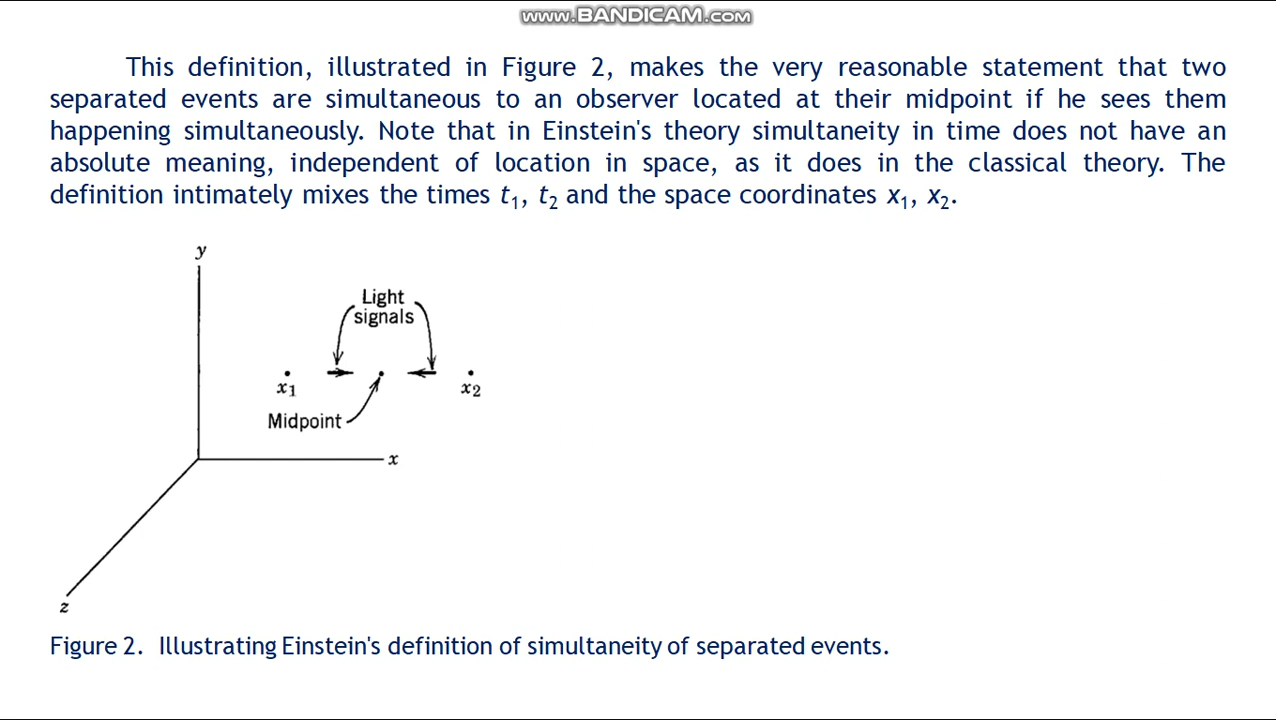 www.BANDICAM.com
This definition, illustrated in Figure 2, makes the very reasonable statement that two
separated events are simultaneous to an observer located at their midpoint if he sees them
happening simultaneously. Note that in Einstein's theory simultaneity in time does not have an
absolute meaning, independent of location in space, as it does in the classical theory. The
definition intimately mixes the times t₁, t₂ and the space coordinates x₁, x₂.
y
Light
signals
x₁
x₂
Midpoint
x
z
Figure 2. Illustrating Einstein's definition of simultaneity of separated events.